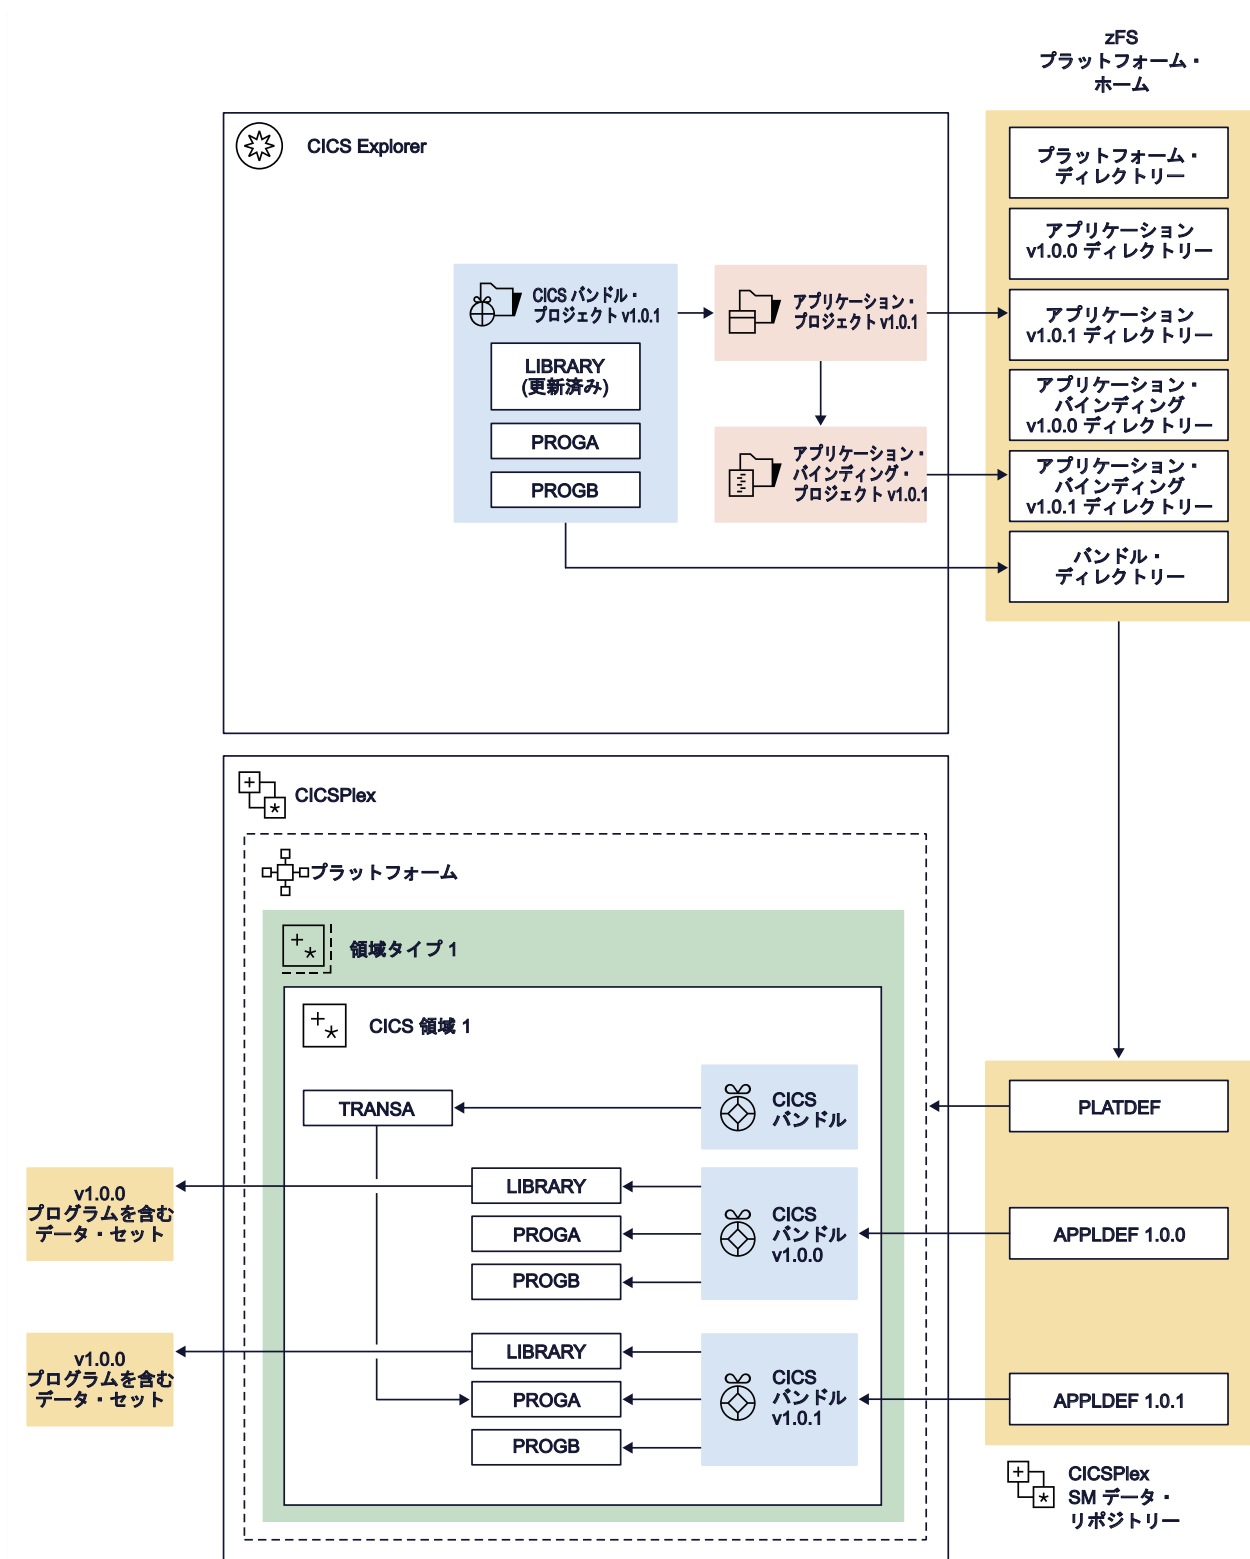 zFS
プラットフォーム・
ホーム
CICS Explorer
プラットフォーム・
ディレクトリー
アプリケーション
v1.0.0 ディレクトリー
CICS バンドル・
プロジェクト v1.0.1
アプリケーション・
プロジェクト v1.0.1
アプリケーション
v1.0.1 ディレクトリー
LIBRARY
(更新済み)
PROGA
PROGB
アプリケーション・
バインディング・
プロジェクト v1.0.1
アプリケーション・
バインディング
v1.0.0 ディレクトリー
アプリケーション・
バインディング
v1.0.1 ディレクトリー
バンドル・
ディレクトリー
CICSPlex
プラットフォーム
領域タイプ 1
CICS 領域 1
TRANSA
CICS
バンドル
PLATDEF
v1.0.0
プログラムを含む
データ・セット
LIBRARY
PROGA
PROGB
CICS
バンドル
v1.0.0
APPLDEF 1.0.0
v1.0.0
プログラムを含む
データ・セット
LIBRARY
PROGA
PROGB
CICS
バンドル
v1.0.1
APPLDEF 1.0.1
CICSPlex
SM データ・
リポジトリー